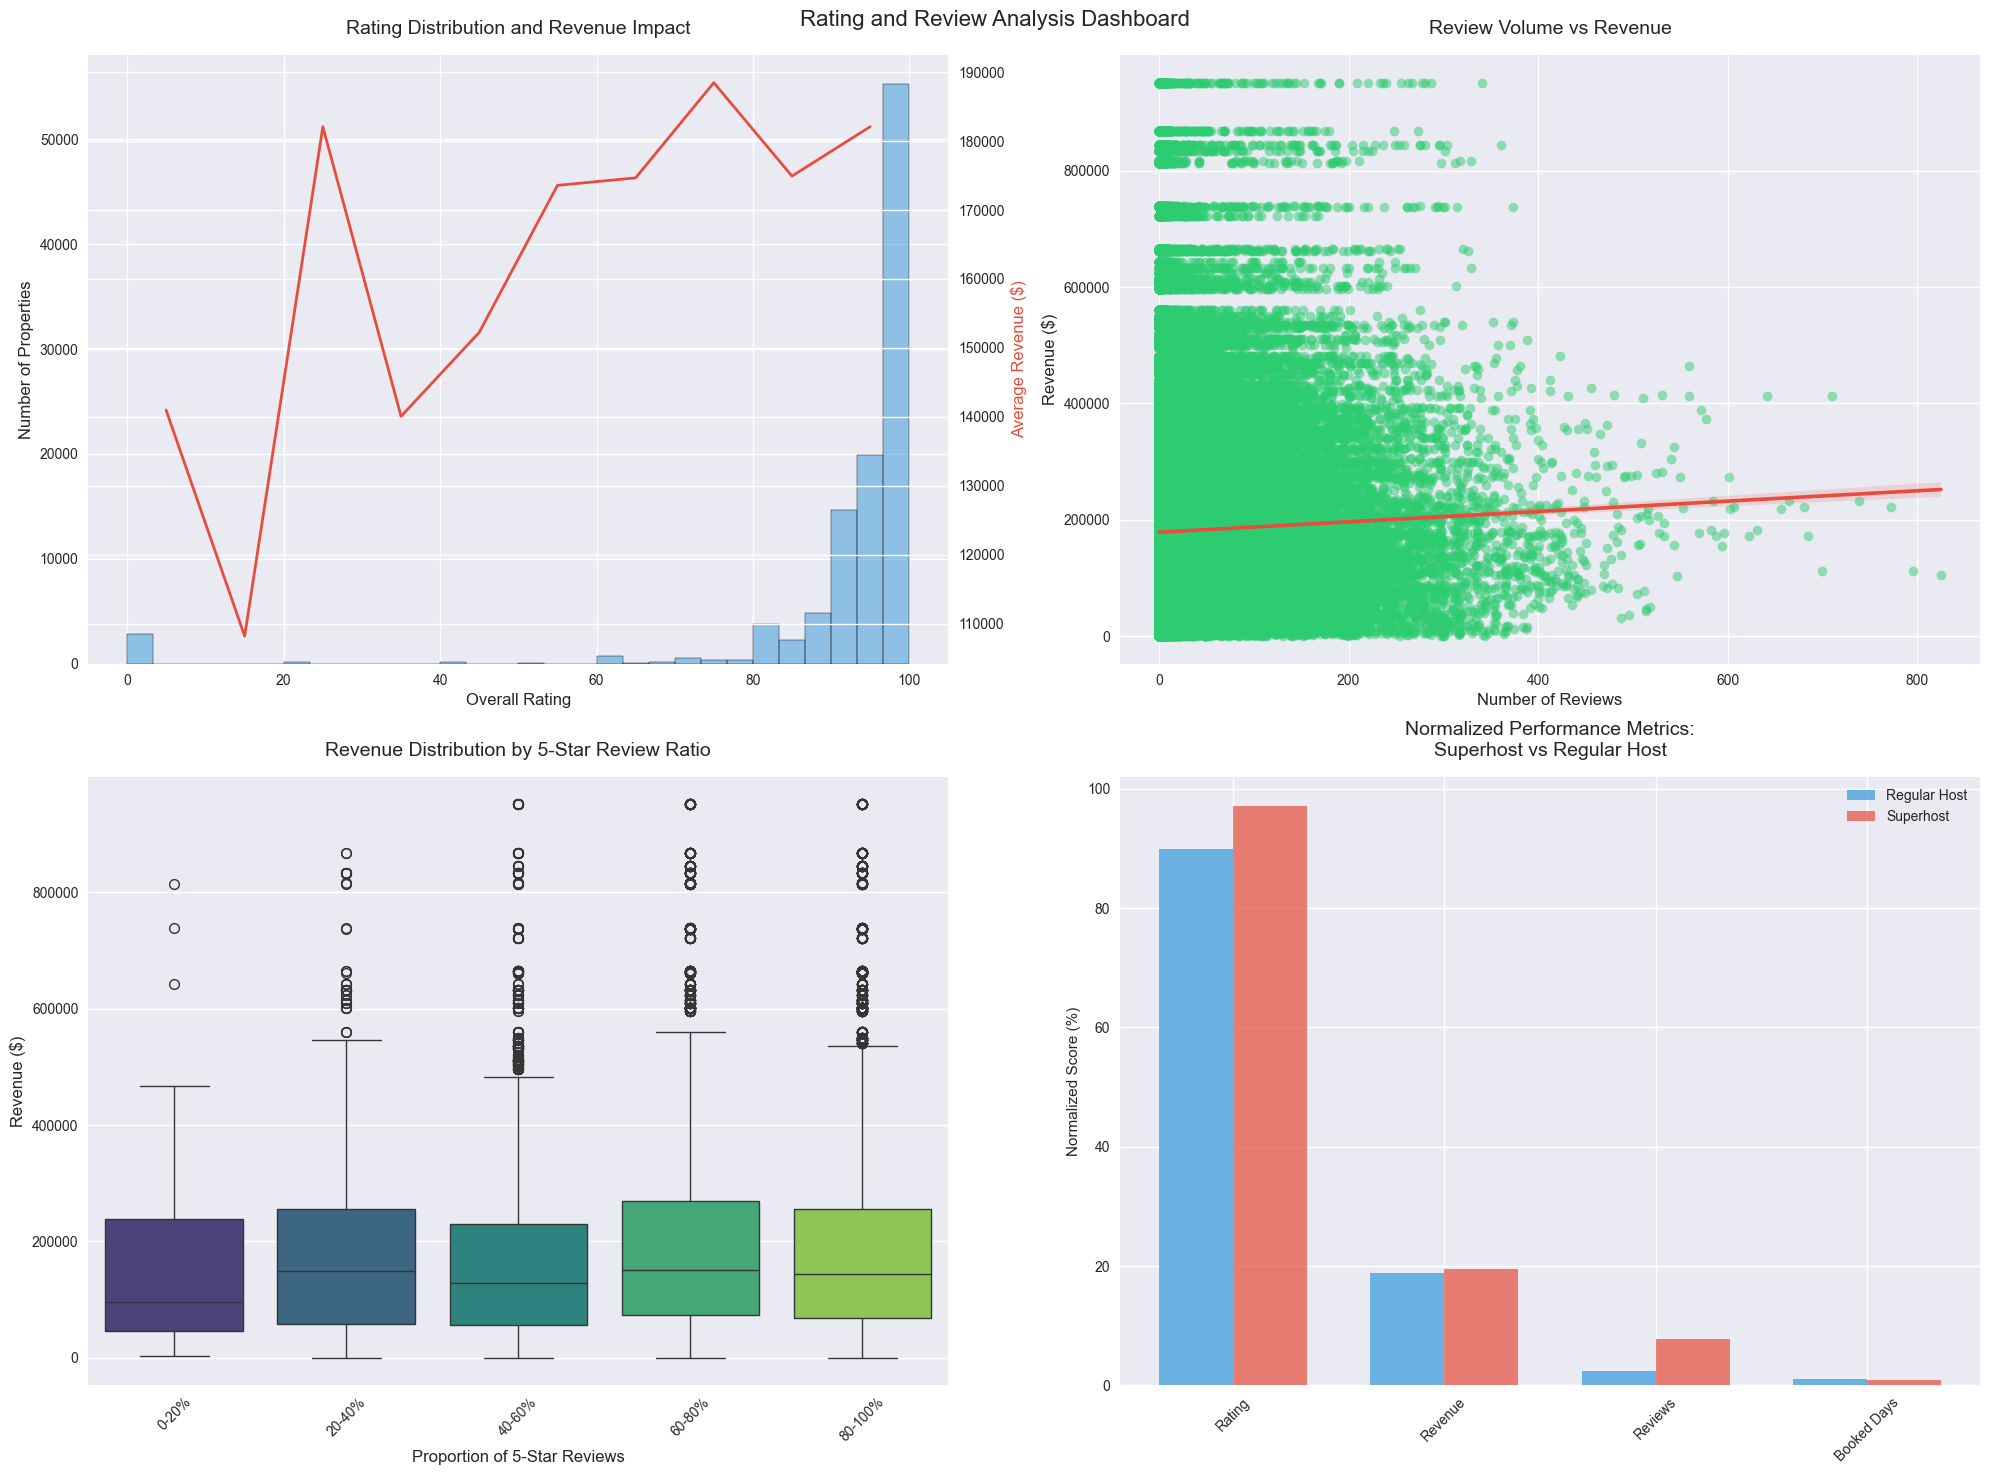 Rating and Review Analysis Dashboard
Rating Distribution and Revenue Impact
Number of Properties
50000
40000
30000
20000
10000
0
190000
180000
170000
160000
150000
140000
130000
120000
110000
Average Revenue ($)
0 20 40 60 80 100
Overall Rating
Review Volume vs Revenue
Revenue ($)
800000
600000
400000
200000
0
0 200 400 600 800
Number of Reviews
Revenue Distribution by 5-Star Review Ratio
Revenue ($)
800000
600000
400000
200000
0
0-20% 20-40% 40-60% 60-80% 80-100%
Proportion of 5-Star Reviews
Normalized Performance Metrics:
Superhost vs Regular Host
Regular Host
Superhost
Normalized Score (%)
100
80
60
40
20
0
Rating Revenue Reviews Booked Days